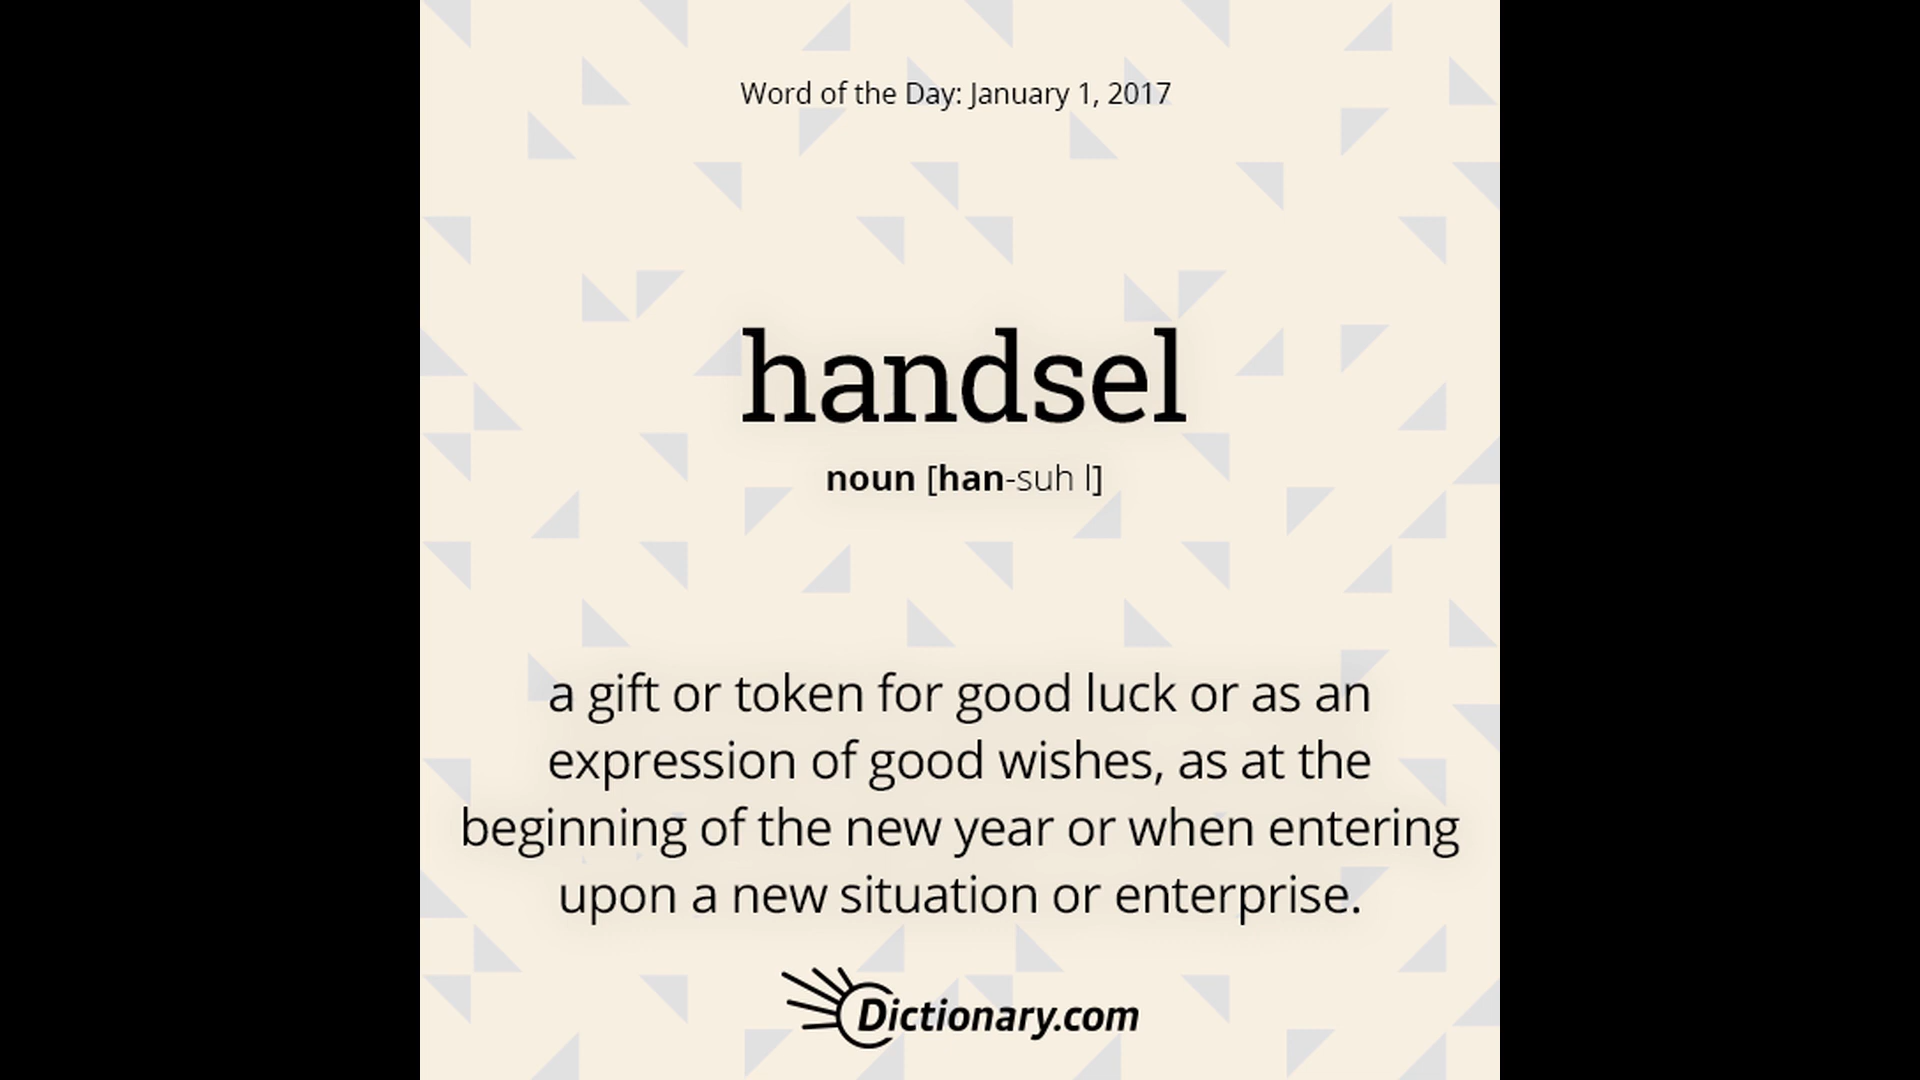 Word of the Day: January 1, 2017
handsel
noun [han-suh l]
a gift or token for good luck or as an
expression of good wishes, as at the
beginning of the new year or when entering
upon a new situation or enterprise.
Dictionary.com